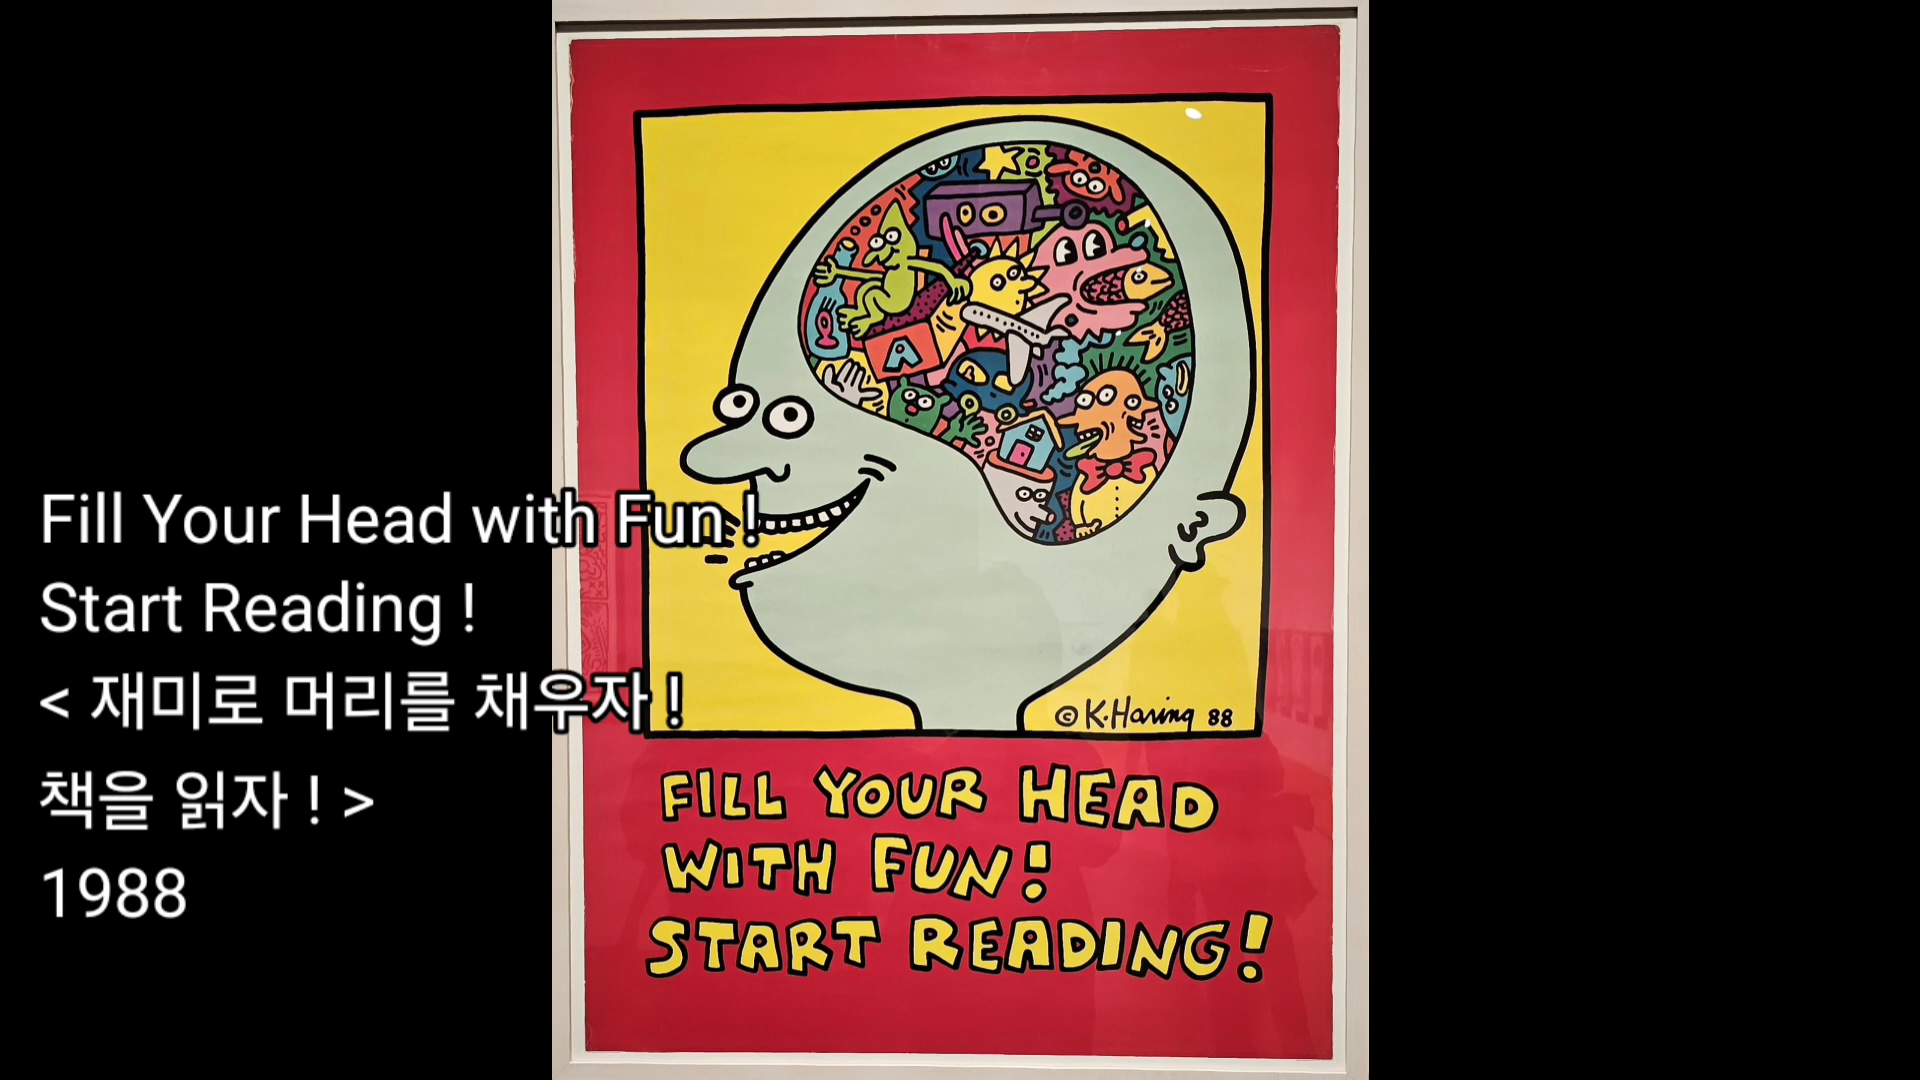 Fill Your Head with Fun !
Start Reading !
< 재미로 머리를 채우자 !
책을 읽자 ! >
1988
A
© K.Haring 88
FILL YOUR HEAD
WITH FUN!
START READING!